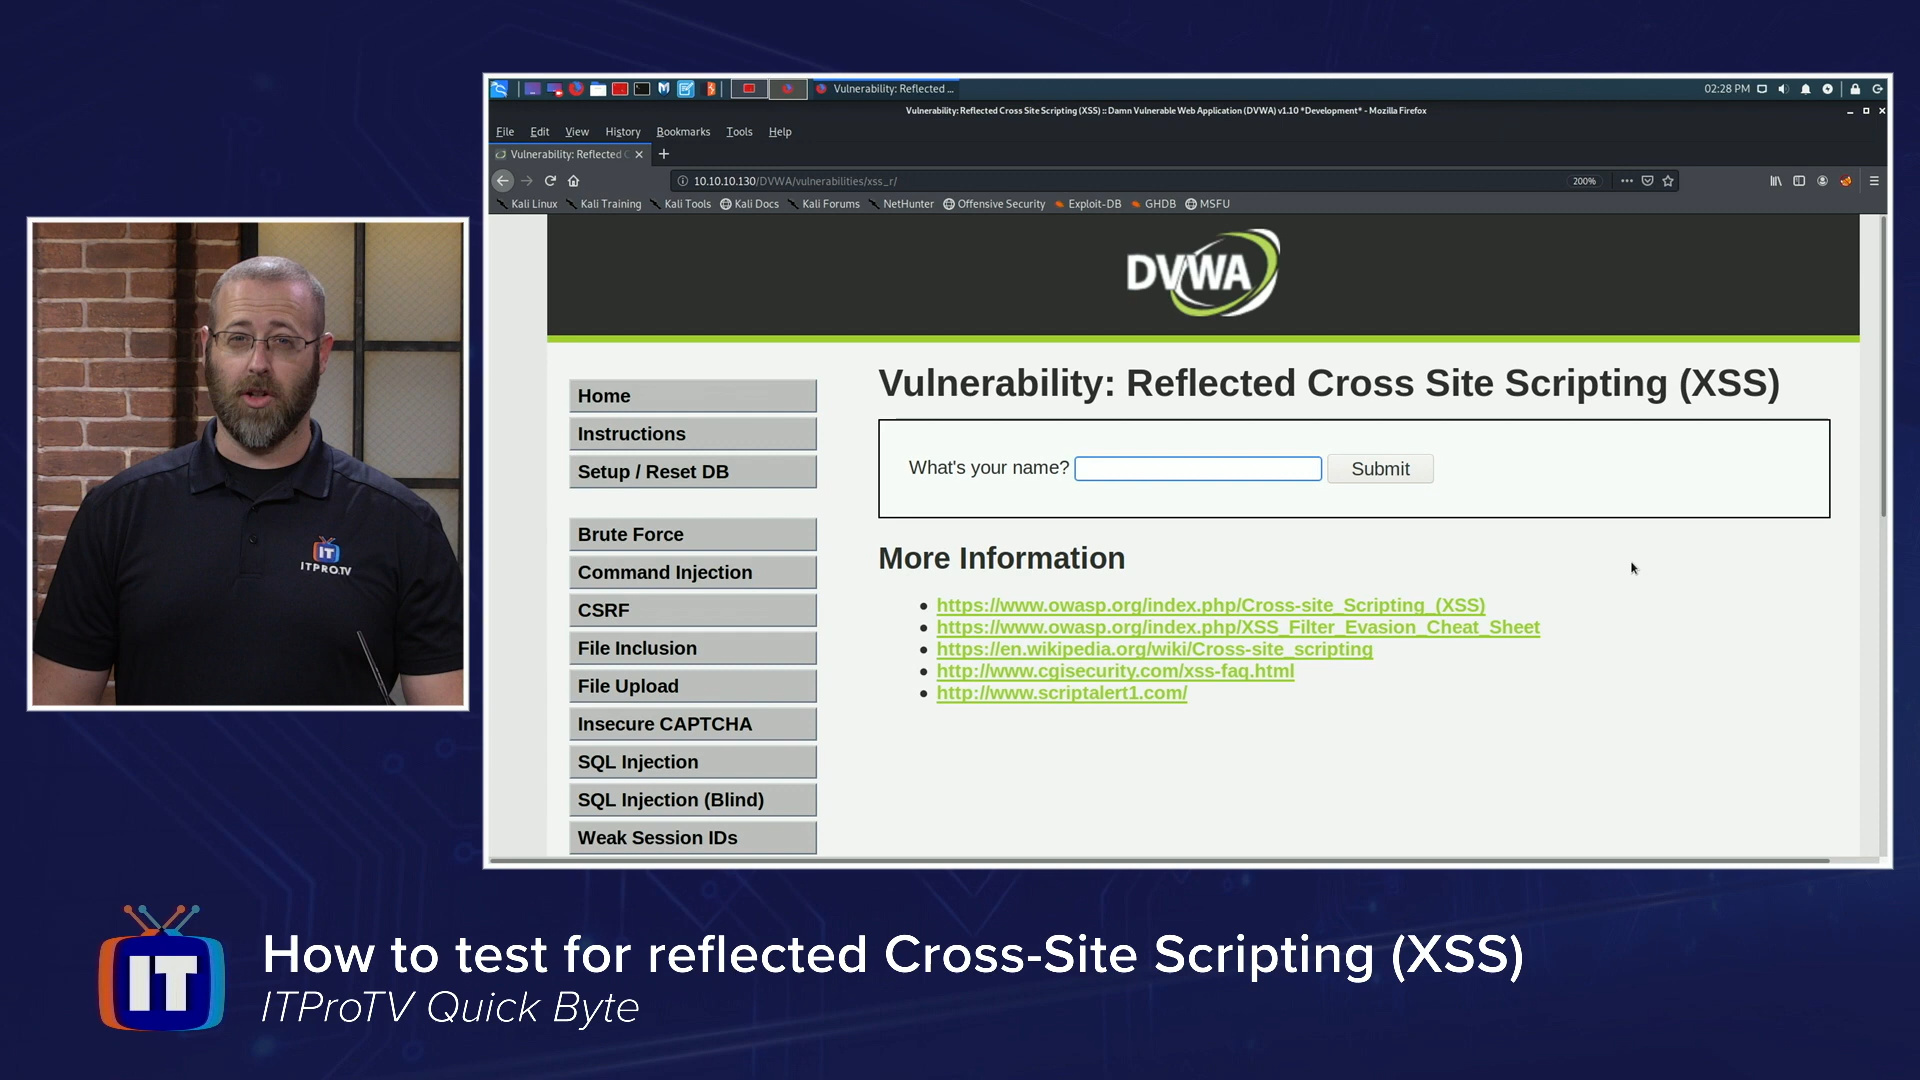 Vulnerability: Reflected ...
02:28 PM
Vulnerability: Reflected Cross Site Scripting (XSS) :: Damn Vulnerable Web Application (DVWA) v1.10 *Development* - Mozilla Firefox
File Edit View History Bookmarks Tools Help
Vulnerability: Reflected C
10.10.10.130/DVWA/vulnerabilities/xss_r/
200%
Kali Linux Kali Training Kali Tools Kali Docs Kali Forums NetHunter Offensive Security Exploit-DB GHDB MSFU
DVWA
Vulnerability: Reflected Cross Site Scripting (XSS)
What's your name? Submit
More Information
https://www.owasp.org/index.php/Cross-site_Scripting_(XSS)
https://www.owasp.org/index.php/XSS_Filter_Evasion_Cheat_Sheet
https://en.wikipedia.org/wiki/Cross-site_scripting
http://www.cgisecurity.com/xss-faq.html
http://www.scriptalert1.com/
Home
Instructions
Setup / Reset DB
Brute Force
Command Injection
CSRF
File Inclusion
File Upload
Insecure CAPTCHA
SQL Injection
SQL Injection (Blind)
Weak Session IDs
IT
ITPRO.TV
IT
How to test for reflected Cross-Site Scripting (XSS)
ITProTV Quick Byte